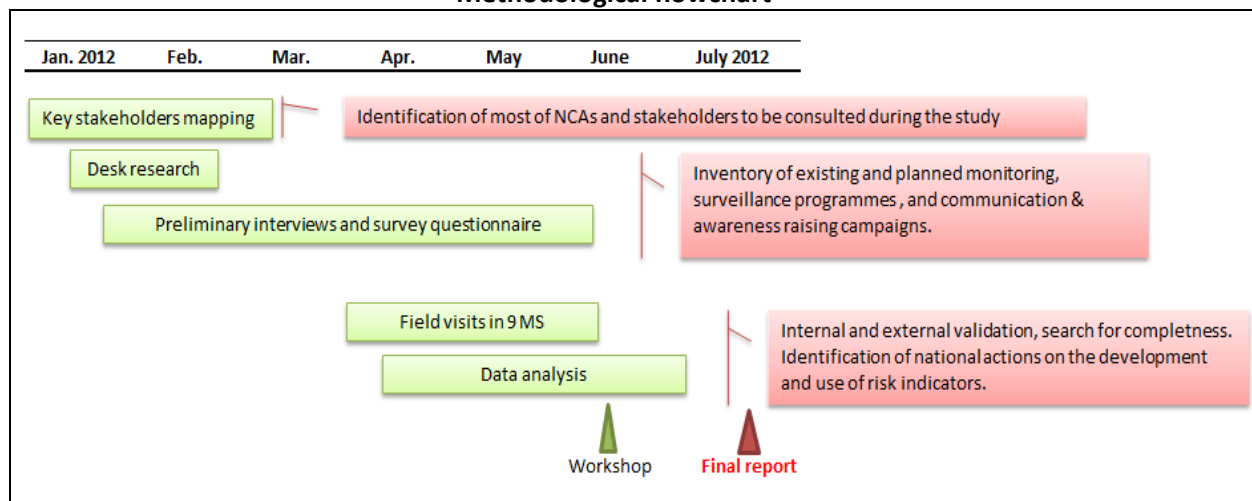 Methodological flowchart
Jan. 2012 Feb. Mar. Apr. May June July 2012
Key stakeholders mapping
Identification of most of NCAs and stakeholders to be consulted during the study
Desk research
Inventory of existing and planned monitoring,
surveillance programmes , and communication &
awareness raising campaigns.
Preliminary interviews and survey questionnaire
Field visits in 9 MS
Internal and external validation, search for completness.
Identification of national actions on the development
and use of risk indicators.
Data analysis
Workshop
Final report